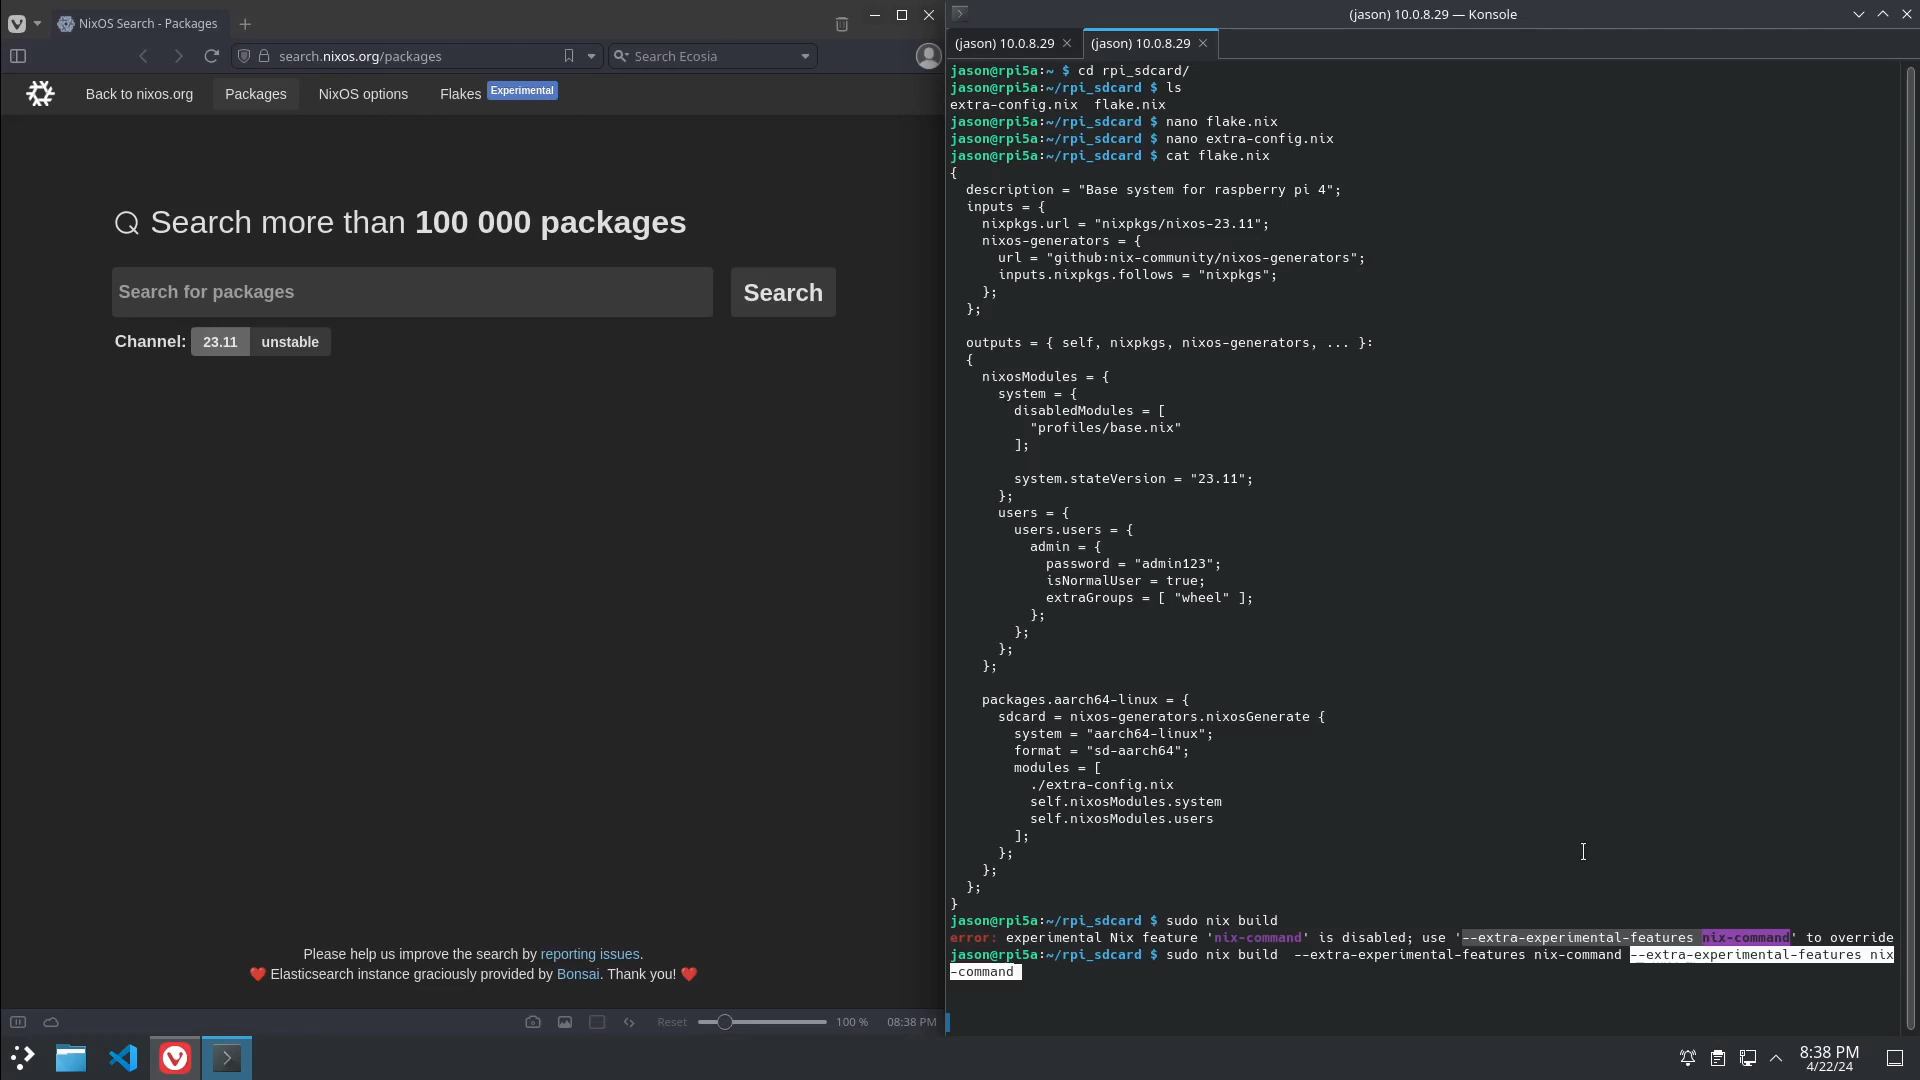 NixOS Search - Packages
search.nixos.org/packages
Search Ecosia
Back to nixos.org
Packages
NixOS options
Flakes
Experimental
Search more than 100 000 packages
Search for packages
Search
Channel:
23.11
unstable
Please help us improve the search by reporting issues.
❤️ Elasticsearch instance graciously provided by Bonsai. Thank you! ❤️
Reset
100 %
08:38 PM
(jason) 10.0.8.29 — Konsole
(jason) 10.0.8.29
(jason) 10.0.8.29
jason@rpi5a:~ $ cd rpi_sdcard/
jason@rpi5a:~/rpi_sdcard $ ls
extra-config.nix  flake.nix
jason@rpi5a:~/rpi_sdcard $ nano flake.nix
jason@rpi5a:~/rpi_sdcard $ nano extra-config.nix
jason@rpi5a:~/rpi_sdcard $ cat flake.nix
{
  description = "Base system for raspberry pi 4";
  inputs = {
    nixpkgs.url = "nixpkgs/nixos-23.11";
    nixos-generators = {
      url = "github:nix-community/nixos-generators";
      inputs.nixpkgs.follows = "nixpkgs";
    };
  };
  outputs = { self, nixpkgs, nixos-generators, ... }:
  {
    nixosModules = {
      system = {
        disabledModules = [
          "profiles/base.nix"
        ];
        system.stateVersion = "23.11";
      };
      users = {
        users.users = {
          admin = {
            password = "admin123";
            isNormalUser = true;
            extraGroups = [ "wheel" ];
          };
        };
      };
    };
    packages.aarch64-linux = {
      sdcard = nixos-generators.nixosGenerate {
        system = "aarch64-linux";
        format = "sd-aarch64";
        modules = [
          ./extra-config.nix
          self.nixosModules.system
          self.nixosModules.users
        ];
      };
    };
  };
}
jason@rpi5a:~/rpi_sdcard $ sudo nix build
error: experimental Nix feature 'nix-command' is disabled; use '--extra-experimental-features nix-command' to override
jason@rpi5a:~/rpi_sdcard $ sudo nix build  --extra-experimental-features nix-command --extra-experimental-features nix
-command
8:38 PM
4/22/24